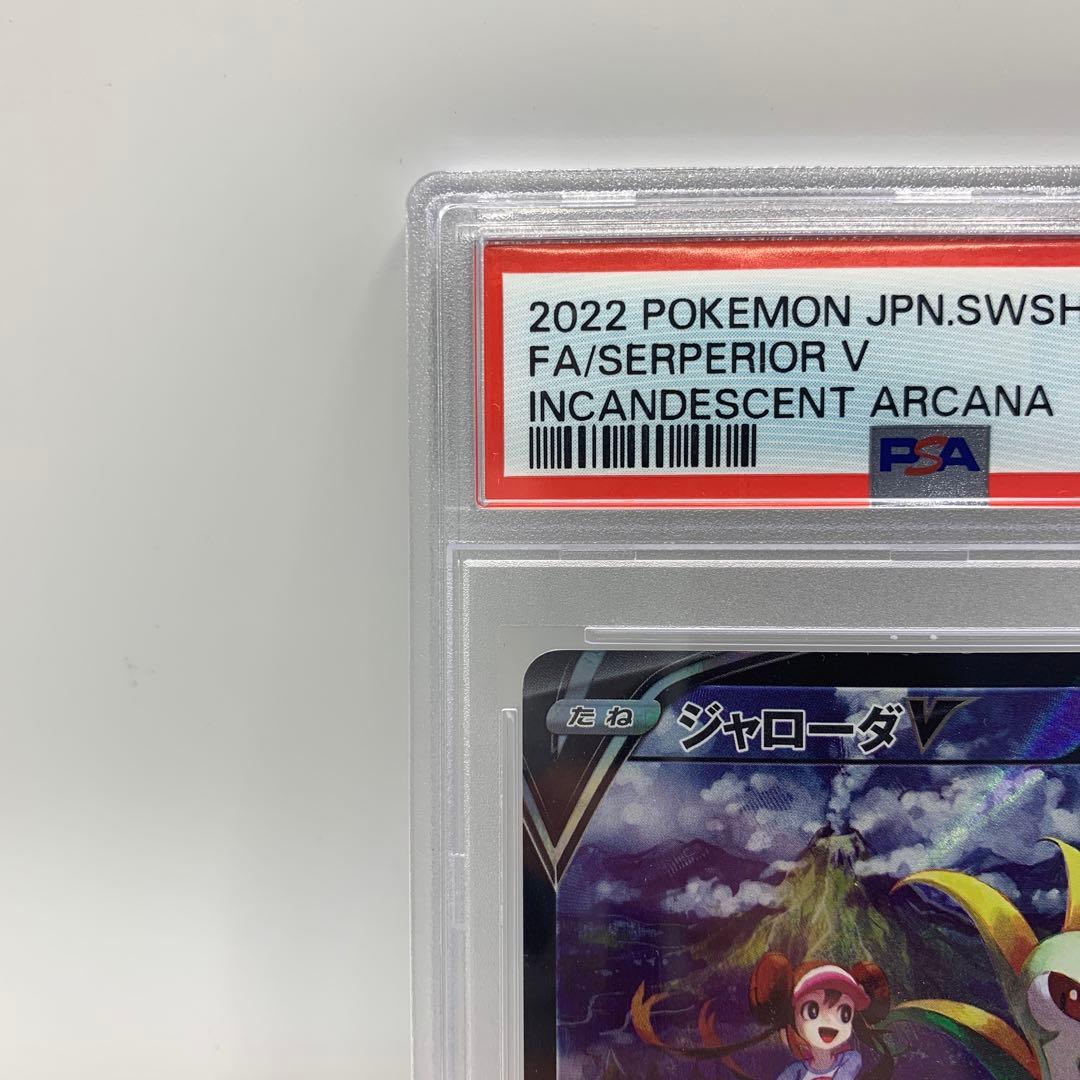 2022 POKEMON JPN.SWSH
FA/SERPERIOR V
INCANDESCENT ARCANA
PSA
たね ジャローダV